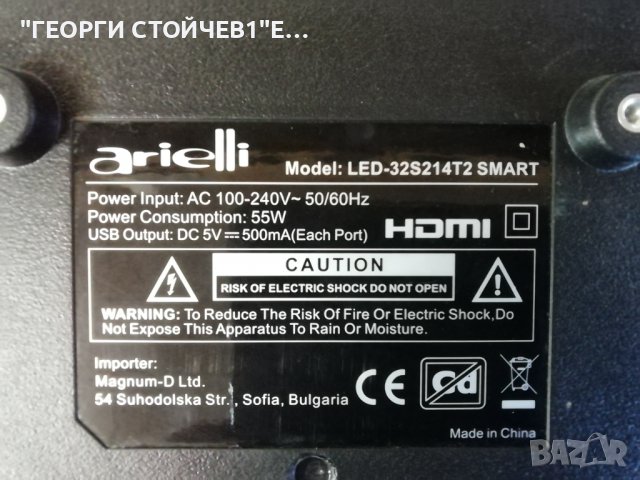 "ГЕОРГИ СТОЙЧЕВ1"Е...
arielli
Model: LED-32S214T2 SMART
Power Input: AC 100-240V~ 50/60Hz
Power Consumption: 55W
USB Output: DC 5V⎓500mA(Each Port)
HDMI
CAUTION
RISK OF ELECTRIC SHOCK DO NOT OPEN
WARNING: To Reduce The Risk Of Fire Or Electric Shock,Do
Not Expose This Apparatus To Rain Or Moisture.
Importer:
Magnum-D Ltd.
54 Suhodolska Str. , Sofia, Bulgaria
CE
Cd
Made in China
BAZAR